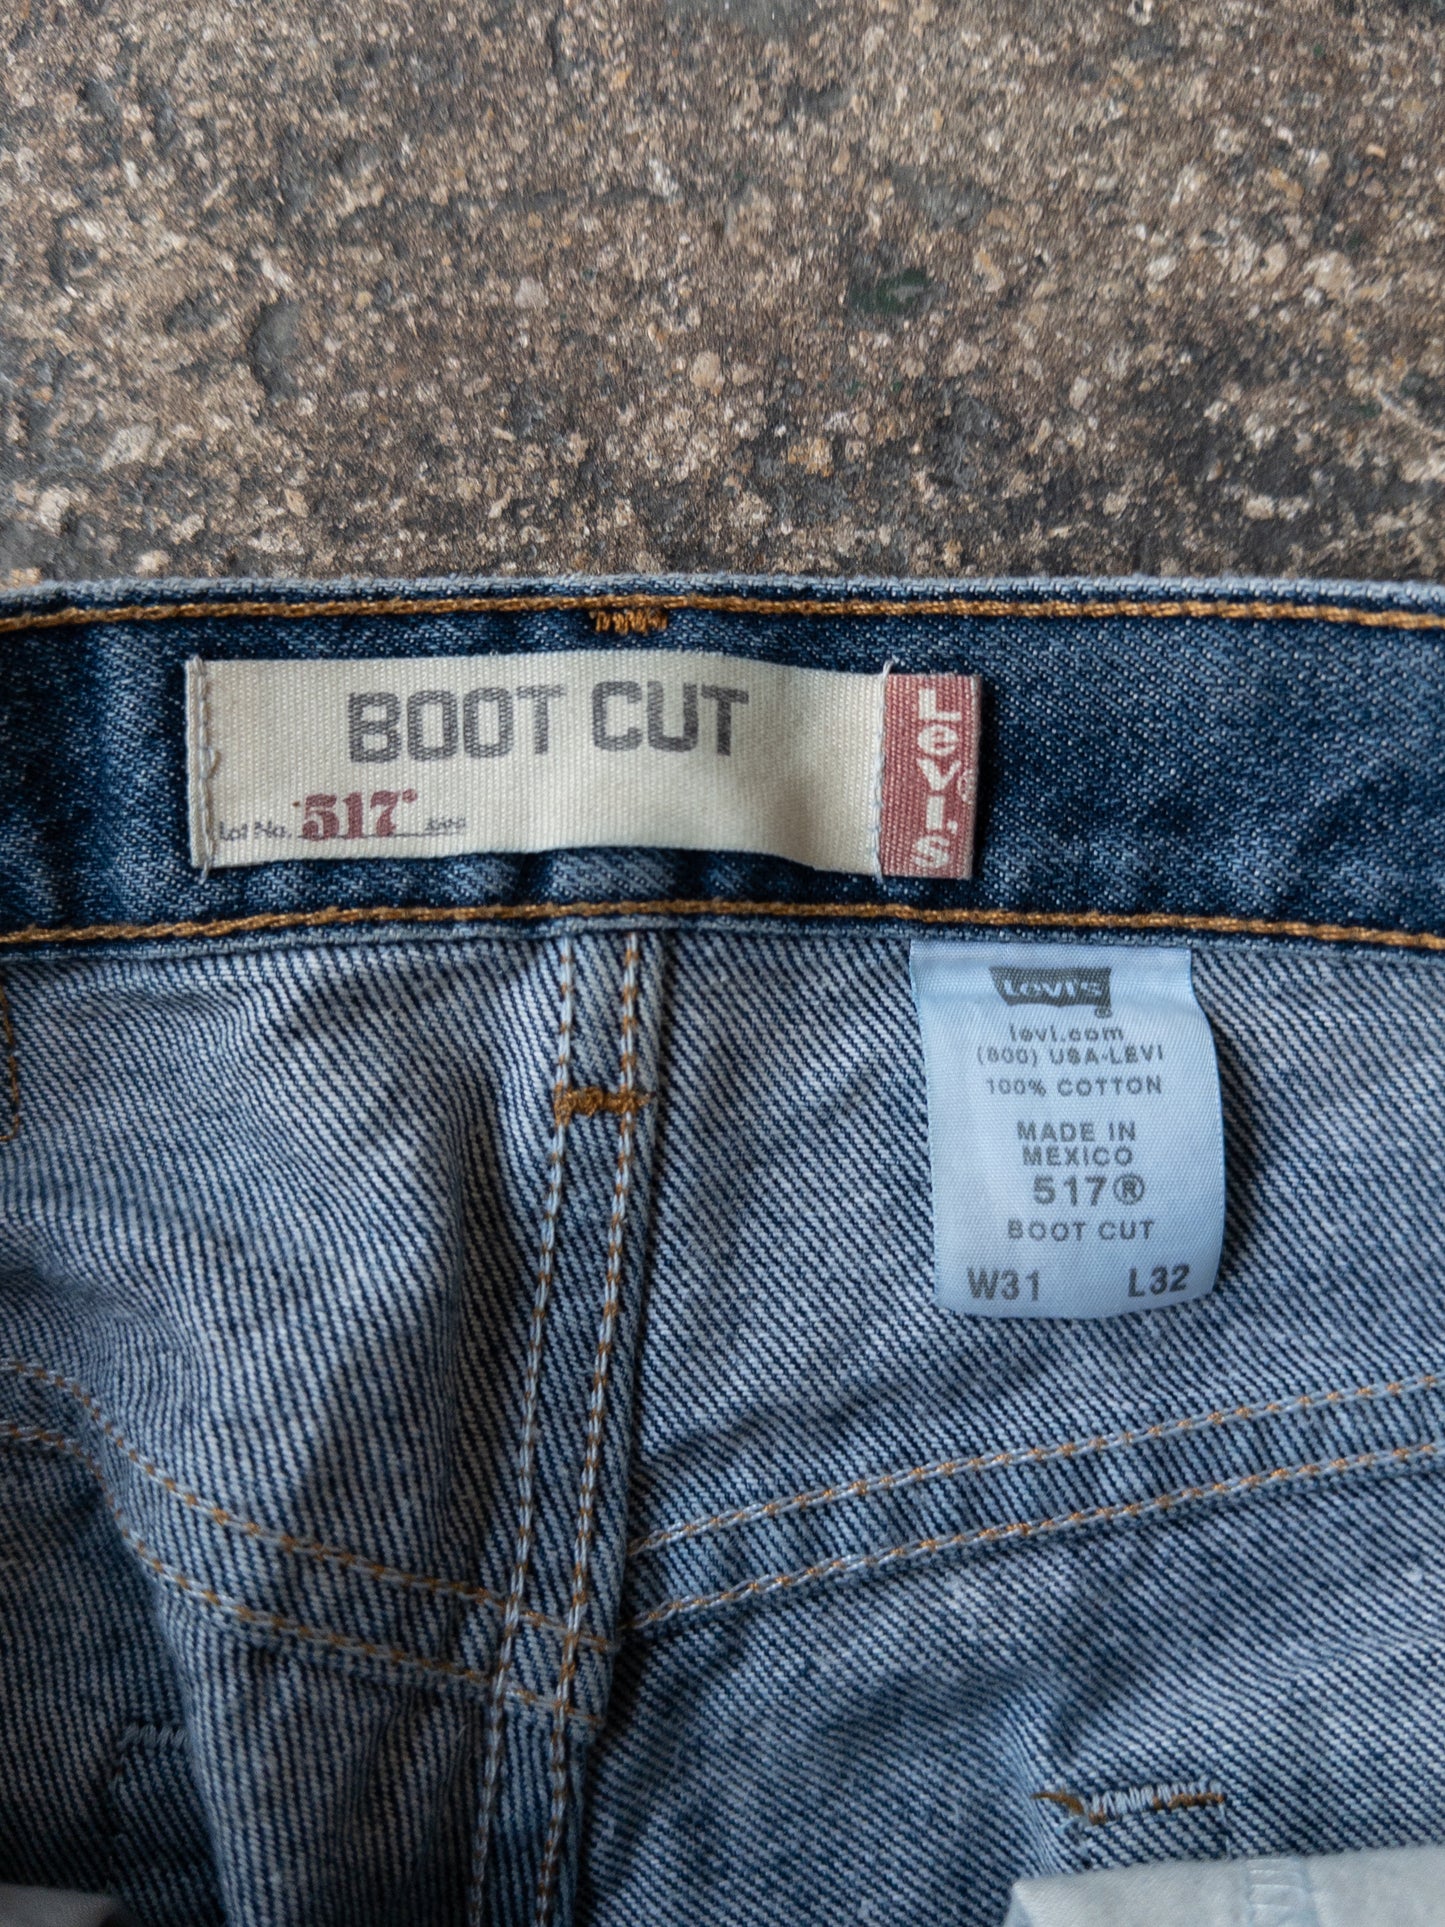 BOOT CUT
Lot No. 517®
Levi's
LEVI'S ®
levi.com
(800) USA-LEVI
100% COTTON
MADE IN
MEXICO
517®
BOOT CUT
W31 L32